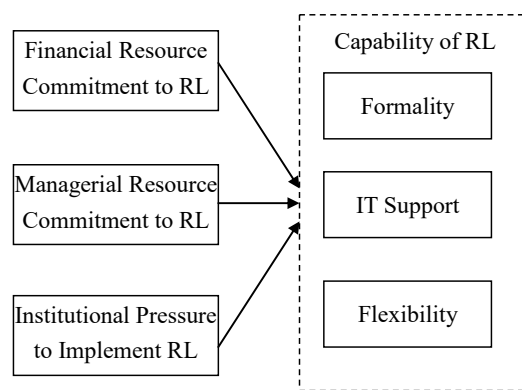 Financial Resource
Commitment to RL
Managerial Resource
Commitment to RL
Institutional Pressure
to Implement RL
Capability of RL
Formality
IT Support
Flexibility